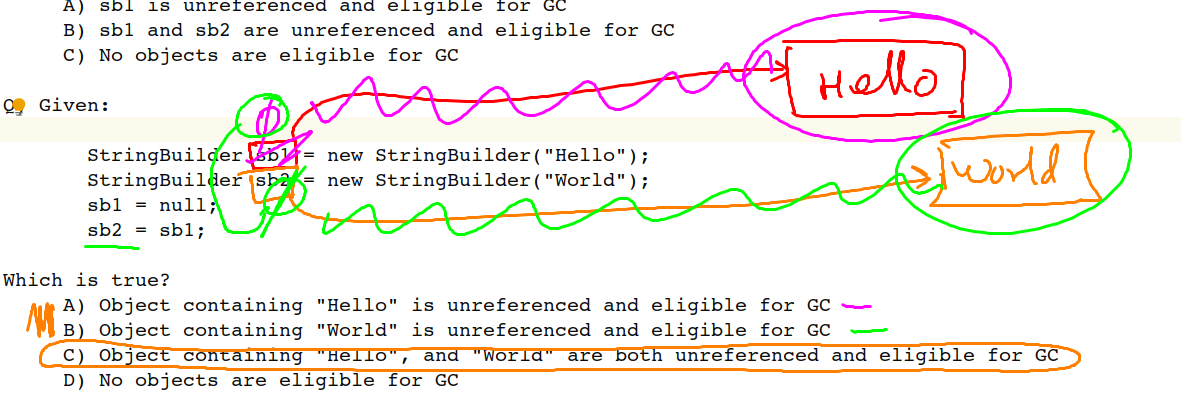 A) sb1 is unreferenced and eligible for GC
B) sb1 and sb2 are unreferenced and eligible for GC
C) No objects are eligible for GC
Hello
Q. Given:
StringBuilder sb1 = new StringBuilder("Hello");
World
StringBuilder sb2 = new StringBuilder("World");
sb1 = null;
sb2 = sb1;
Which is true?
A) Object containing "Hello" is unreferenced and eligible for GC
B) Object containing "World" is unreferenced and eligible for GC
C) Object containing "Hello", and "World" are both unreferenced and eligible for GC
D) No objects are eligible for GC